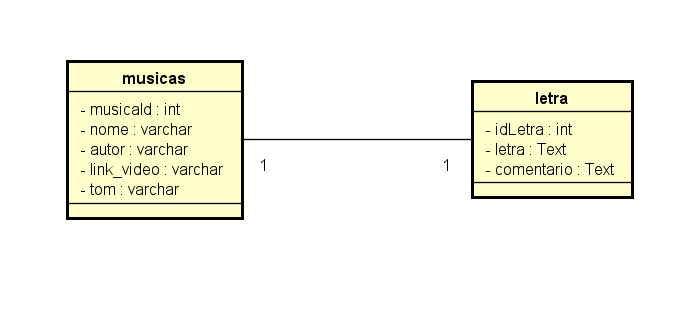 musicas
- musicaId : int
- nome : varchar
- autor : varchar
- link_video : varchar
- tom : varchar
1
1
letra
- idLetra : int
- letra : Text
- comentario : Text